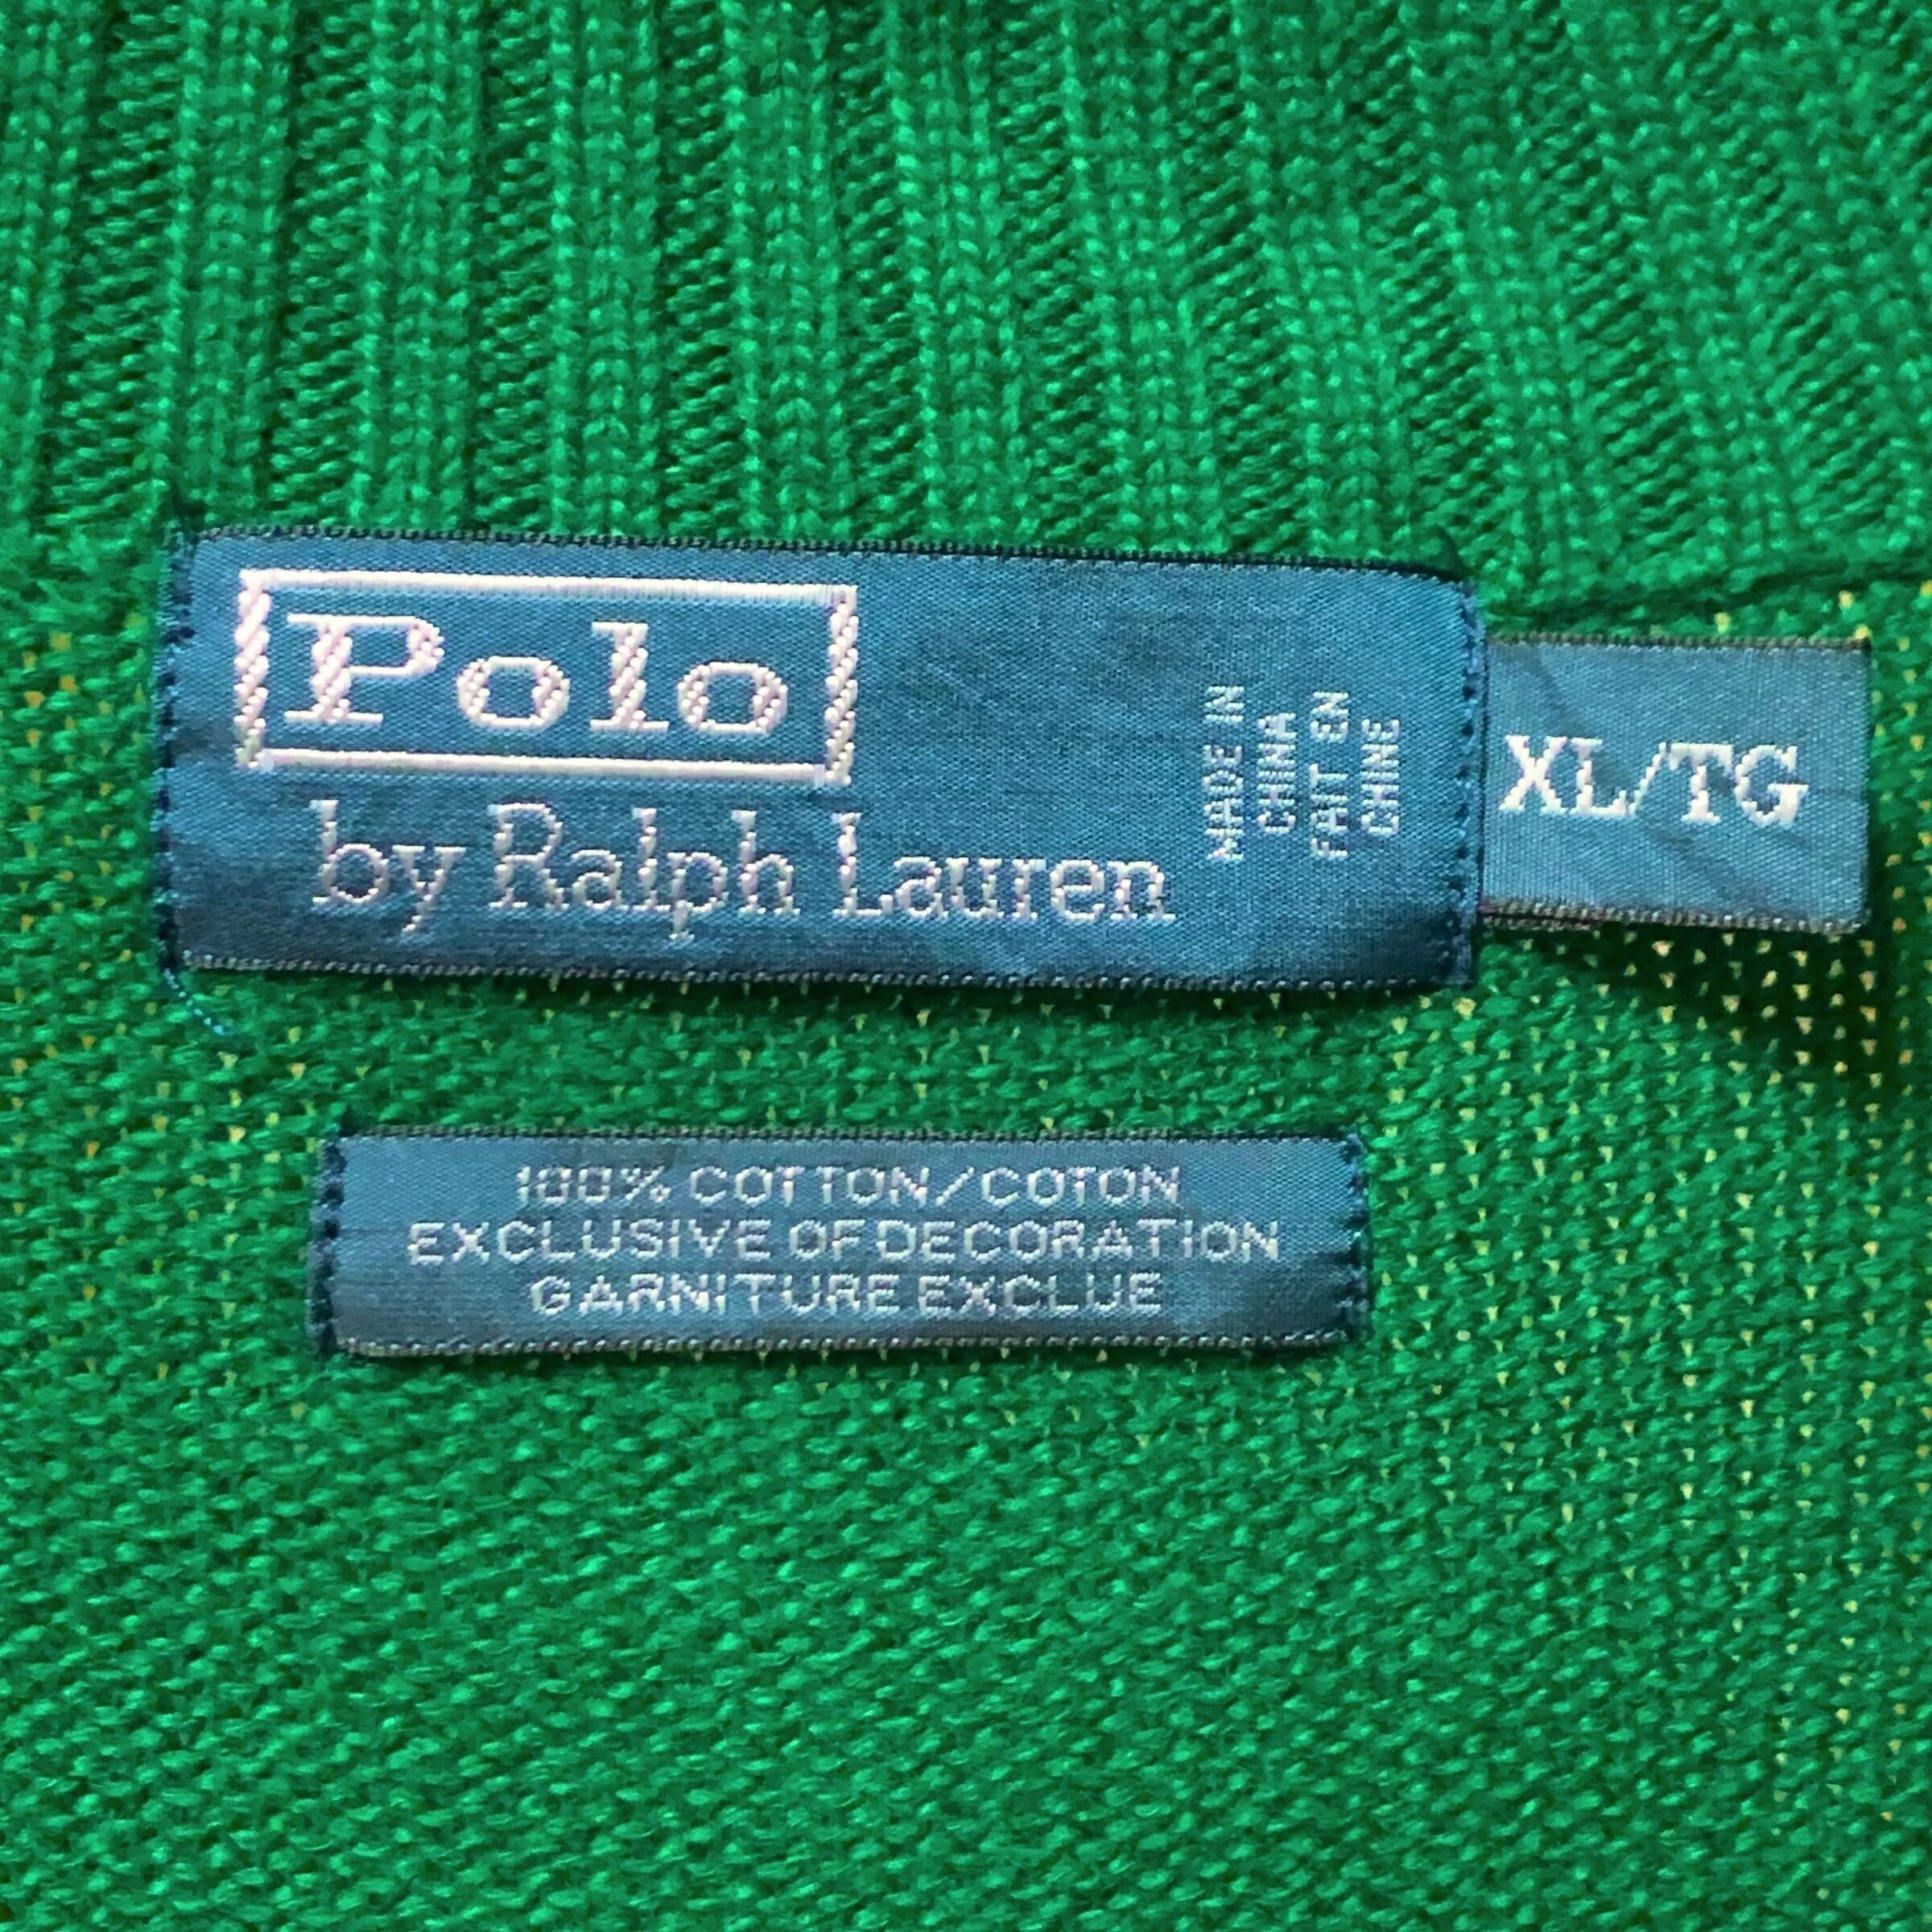 Polo
by Ralph Lauren
MADE IN
CHINA
FAIT EN
CHINE
XL/TG
100% COTTON/COTON
EXCLUSIVE OF DECORATION
GARNITURE EXCLUE